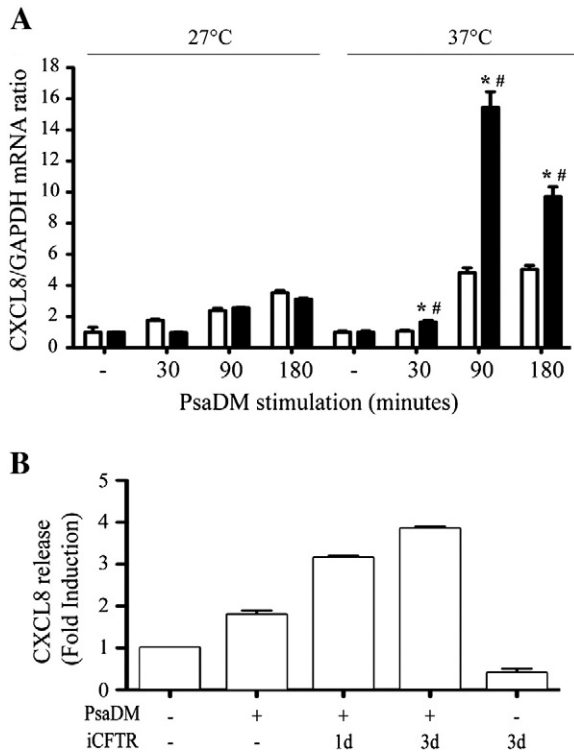 A
27°C 37°C
CXCL8/GAPDH mRNA ratio
18
16
14
12
10
8
6
4
2
0
* # * # * #
- 30 90 180 - 30 90 180
PsaDM stimulation (minutes)
B
CXCL8 release
(Fold Induction)
5
4
3
2
1
0
PsaDM - + + + -
iCFTR - - 1d 3d 3d